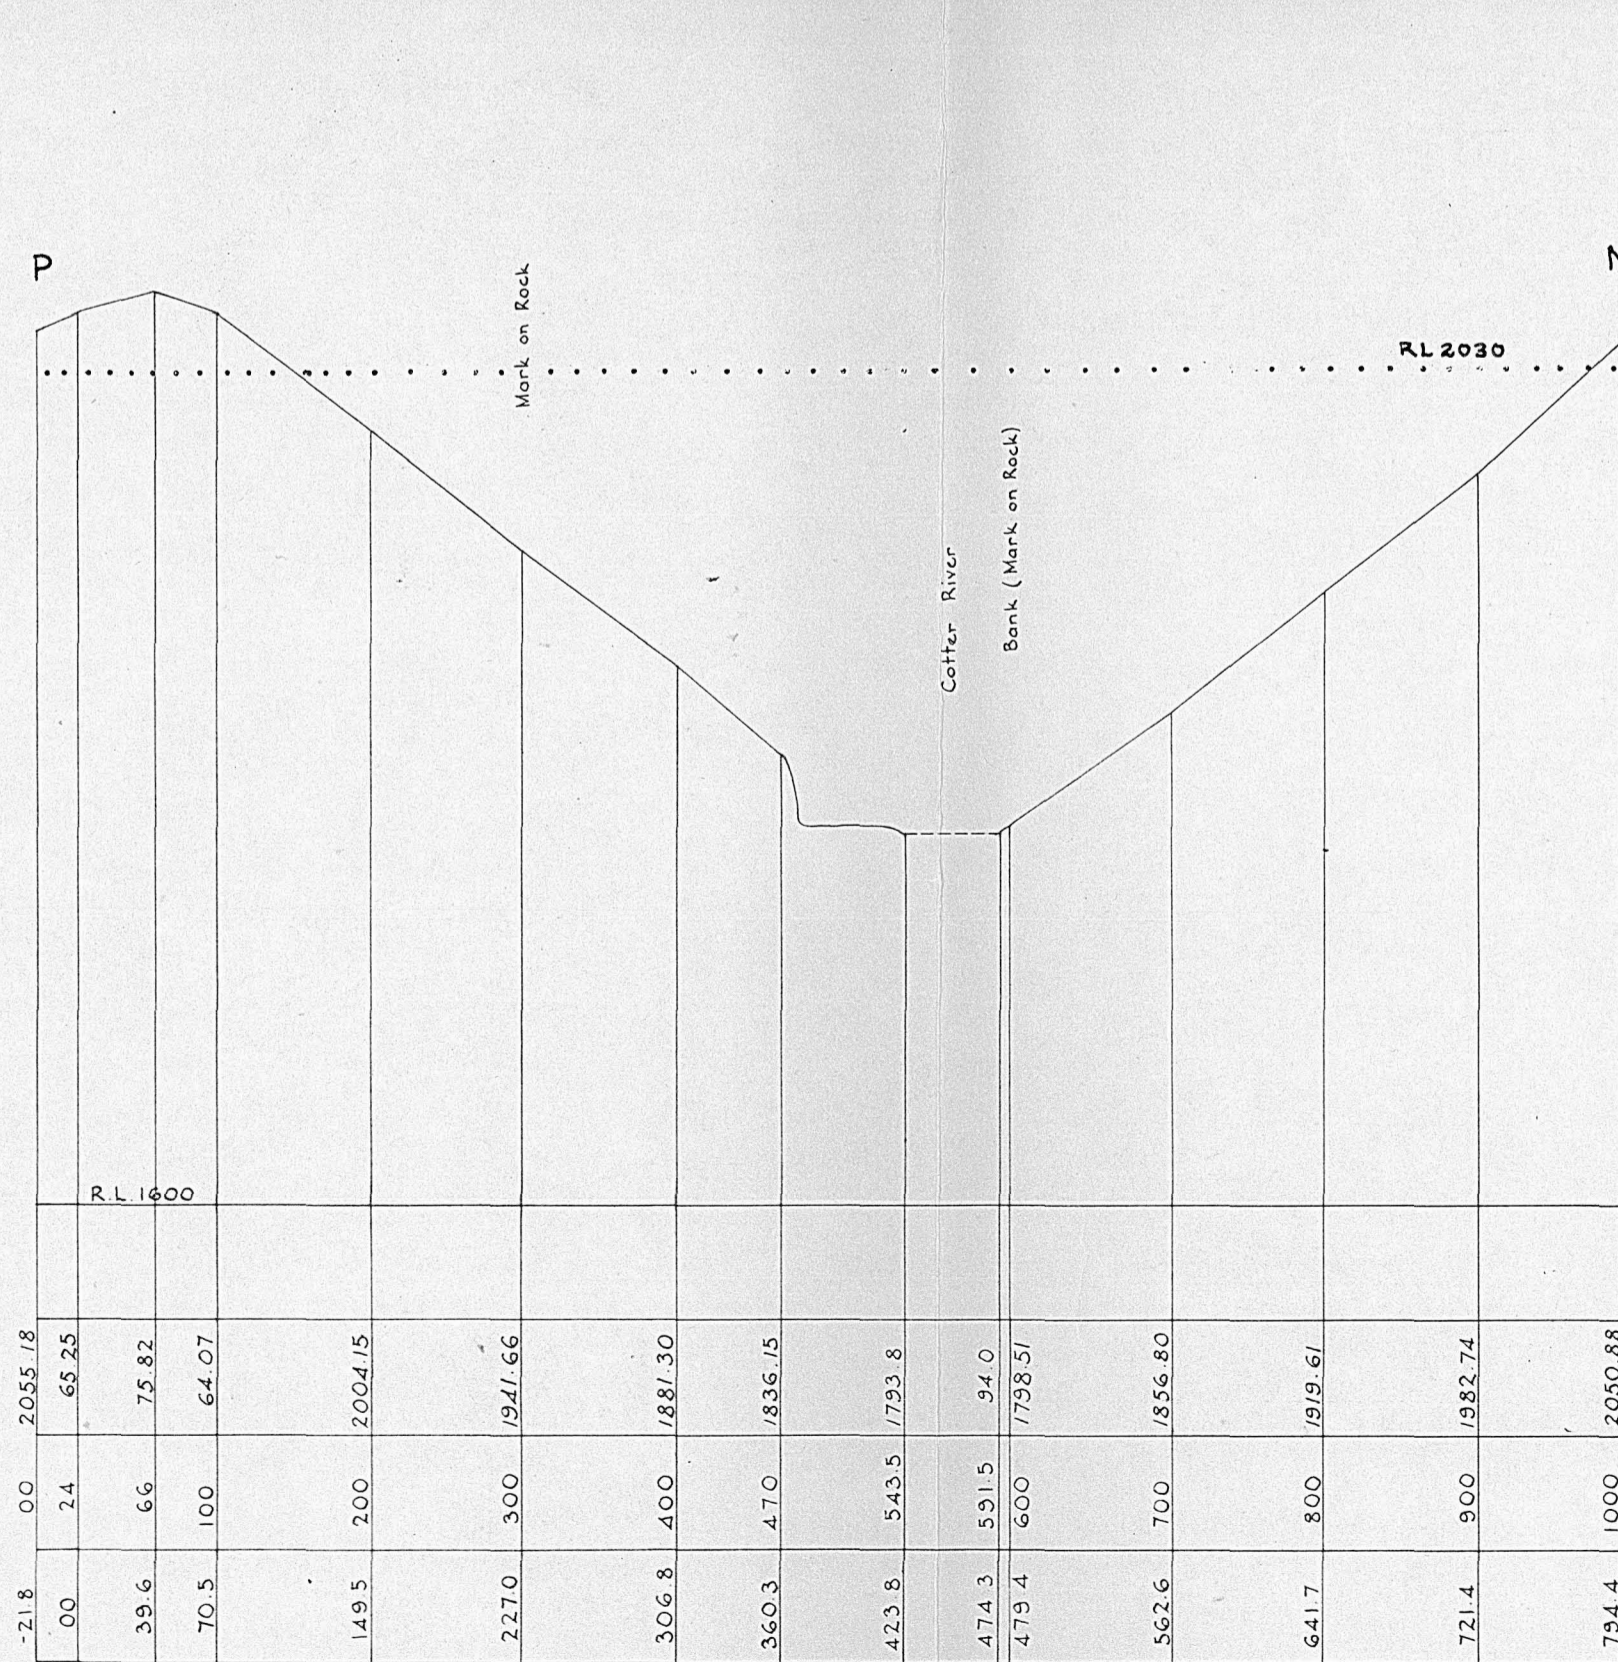 P
Mark on Rock
RL 2030
Cotter River
Bank (Mark on Rock)
R.L. 1600
2055.18 65.25 75.82 64.07 2004.15 1941.66 1881.30 1836.15 1793.8 94.0 1798.51 1856.80 1919.61 1982.74 2050.88
00 24 66 100 200 300 400 470 543.5 591.5 600 700 800 900 1000
-21.8 00 39.6 70.5 149.5 227.0 306.8 360.3 423.8 474.3 479.4 562.6 641.7 721.4 794.4